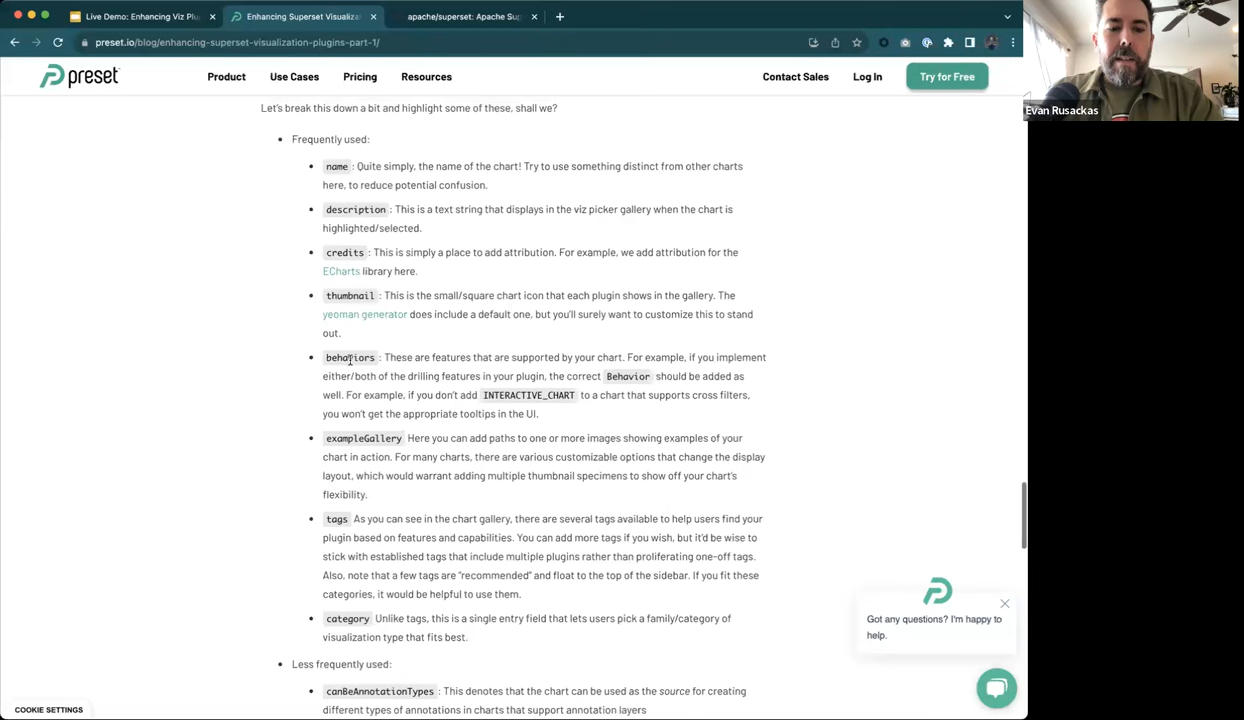 Live Demo: Enhancing Viz Plu
Enhancing Superset Visualiza
apache/superset: Apache Sup
preset.io/blog/enhancing-superset-visualization-plugins-part-1/
preset
Product
Use Cases
Pricing
Resources
Contact Sales
Log In
Try for Free
Evan Rusackas
Let's break this down a bit and highlight some of these, shall we?
• Frequently used:
• name : Quite simply, the name of the chart! Try to use something distinct from other charts
here, to reduce potential confusion.
• description : This is a text string that displays in the viz picker gallery when the chart is
highlighted/selected.
• credits : This is simply a place to add attribution. For example, we add attribution for the
ECharts library here.
• thumbnail : This is the small/square chart icon that each plugin shows in the gallery. The
yeoman generator does include a default one, but you'll surely want to customize this to stand
out.
• behaviors : These are features that are supported by your chart. For example, if you implement
either/both of the drilling features in your plugin, the correct Behavior should be added as
well. For example, if you don't add INTERACTIVE_CHART to a chart that supports cross filters,
you won't get the appropriate tooltips in the UI.
• exampleGallery Here you can add paths to one or more images showing examples of your
chart in action. For many charts, there are various customizable options that change the display
layout, which would warrant adding multiple thumbnail specimens to show off your chart's
flexibility.
• tags As you can see in the chart gallery, there are several tags available to help users find your
plugin based on features and capabilities. You can add more tags if you wish, but it'd be wise to
stick with established tags that include multiple plugins rather than proliferating one-off tags.
Also, note that a few tags are "recommended" and float to the top of the sidebar. If you fit these
categories, it would be helpful to use them.
• category Unlike tags, this is a single entry field that lets users pick a family/category of
visualization type that fits best.
• Less frequently used:
• canBeAnnotationTypes : This denotes that the chart can be used as the source for creating
different types of annotations in charts that support annotation layers
Got any questions? I'm happy to
help.
COOKIE SETTINGS